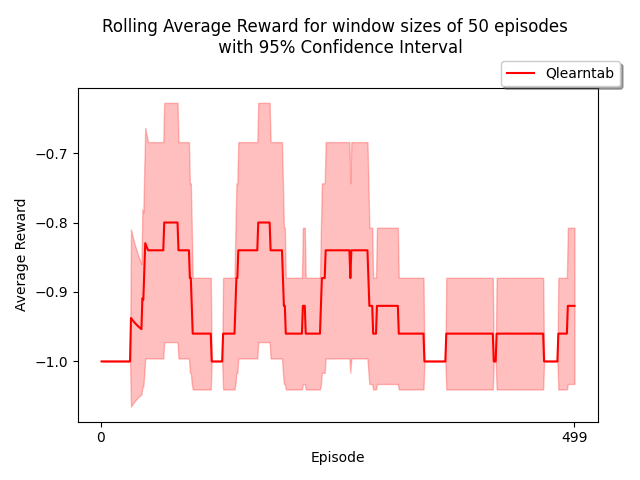 Rolling Average Reward for window sizes of 50 episodes
with 95% Confidence Interval
Qlearntab
−0.7
−0.8
−0.9
−1.0
Average Reward
0
499
Episode